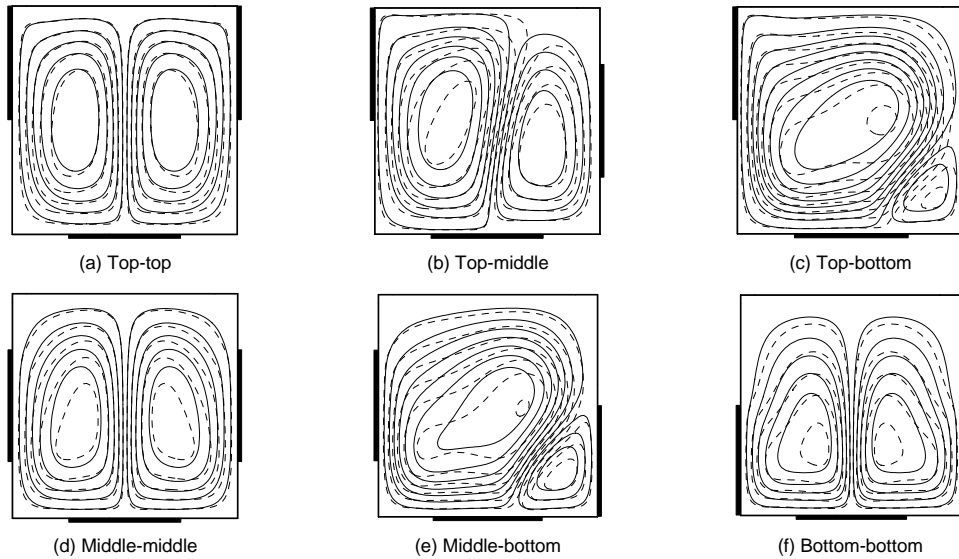 (a) Top-top
(b) Top-middle
(c) Top-bottom
(d) Middle-middle
(e) Middle-bottom
(f) Bottom-bottom